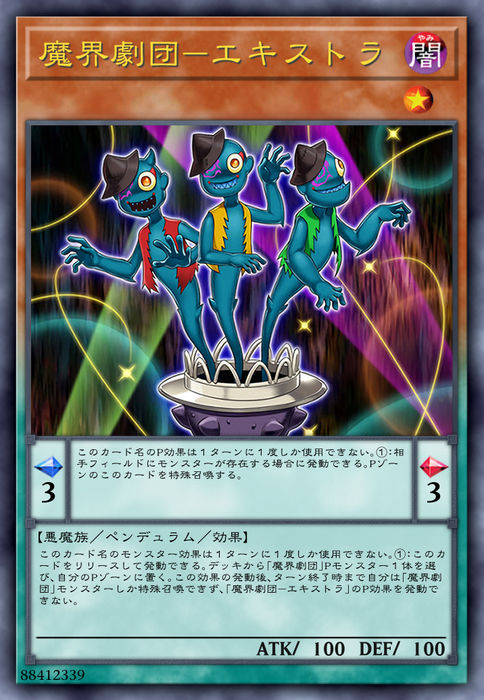 魔界劇団－エキストラ
やみ
闇
このカード名のP効果は１ターンに１度しか使用できない。①：相
手フィールドにモンスターが存在する場合に発動できる。Pゾー
ンのこのカードを特殊召喚する。
3
3
【悪魔族／ペンデュラム／効果】
このカード名のモンスター効果は１ターンに１度しか使用できない。①：このカ
ードをリリースして発動できる。デッキから「魔界劇団」Pモンスター１体を選
び、自分のPゾーンに置く。この効果の発動後、ターン終了時まで自分は「魔界劇
団」モンスターしか特殊召喚できず、「魔界劇団－エキストラ」のP効果を発動で
きない。
ATK/ 100 DEF/ 100
88412339